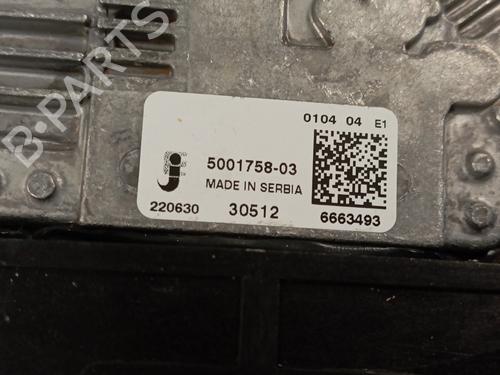 B-PARTS
0104 04 E1
j
5001758-03
MADE IN SERBIA
220630 30512 6663493